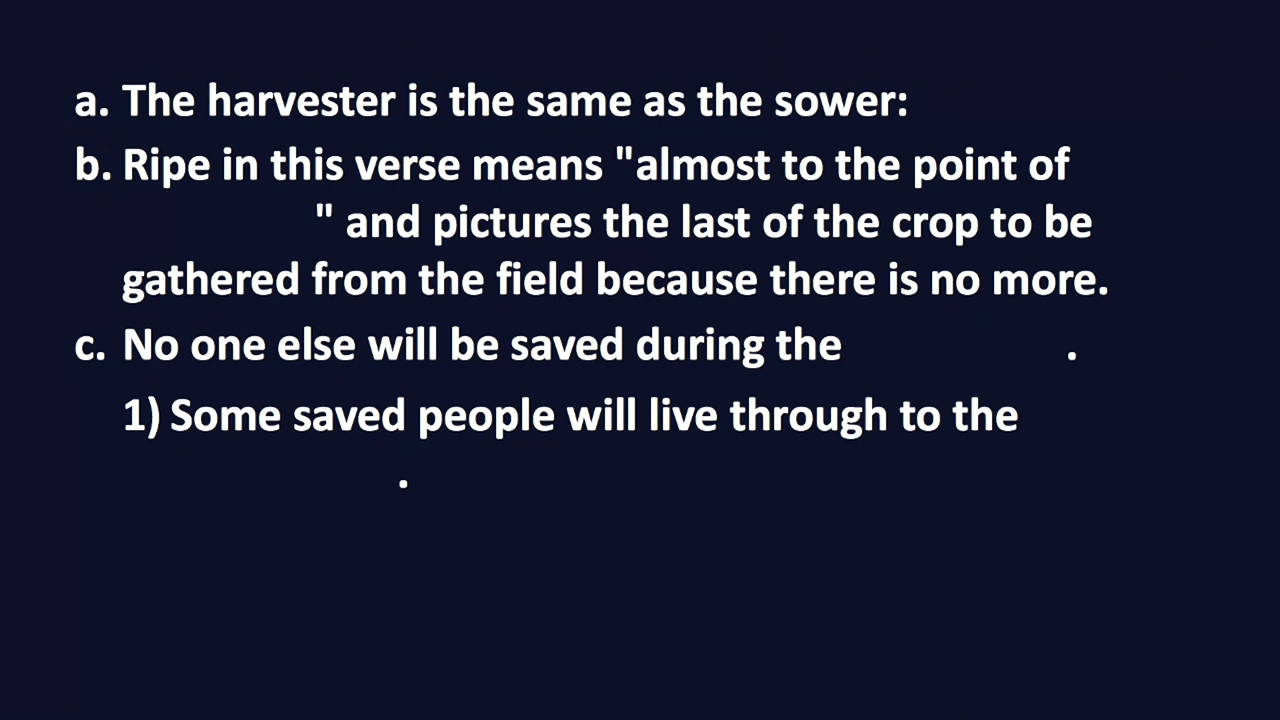 a. The harvester is the same as the sower:
b. Ripe in this verse means "almost to the point of
" and pictures the last of the crop to be
gathered from the field because there is no more.
c. No one else will be saved during the .
1) Some saved people will live through to the
.